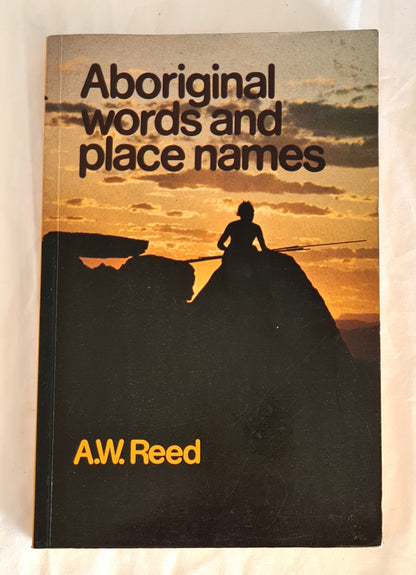 Aboriginal
words and
place names
A.W. Reed